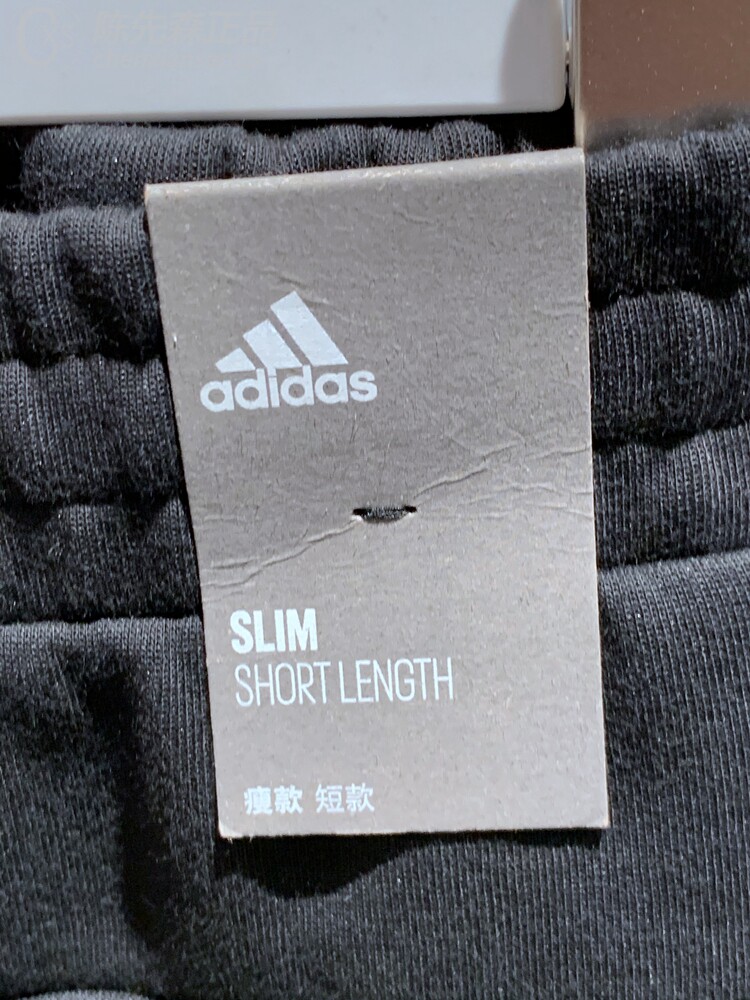 adidas
SLIM
SHORT LENGTH
瘦款 短款